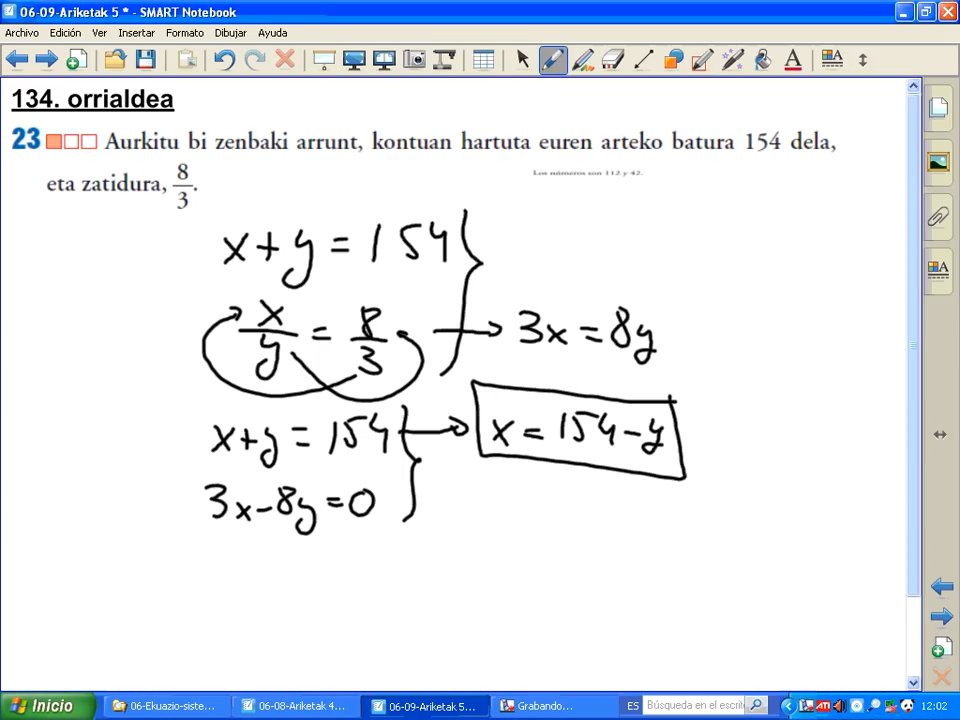 06-09-Ariketak 5 * - SMART Notebook
Archivo Edición Ver Insertar Formato Dibujar Ayuda
134. orrialdea
23 Aurkitu bi zenbaki arrunt, kontuan hartuta euren arteko batura 154 dela,
eta zatidura, 8/3.
Los números son 112 y 42.
x+y=154
x/y = 8/3 → 3x=8y
x+y=154 → x=154-y
3x-8y=0
Inicio 06-Ekuazio-siste... 06-08-Ariketak 4... 06-09-Ariketak 5... Grabando... ES Búsqueda en el escrito 12:02